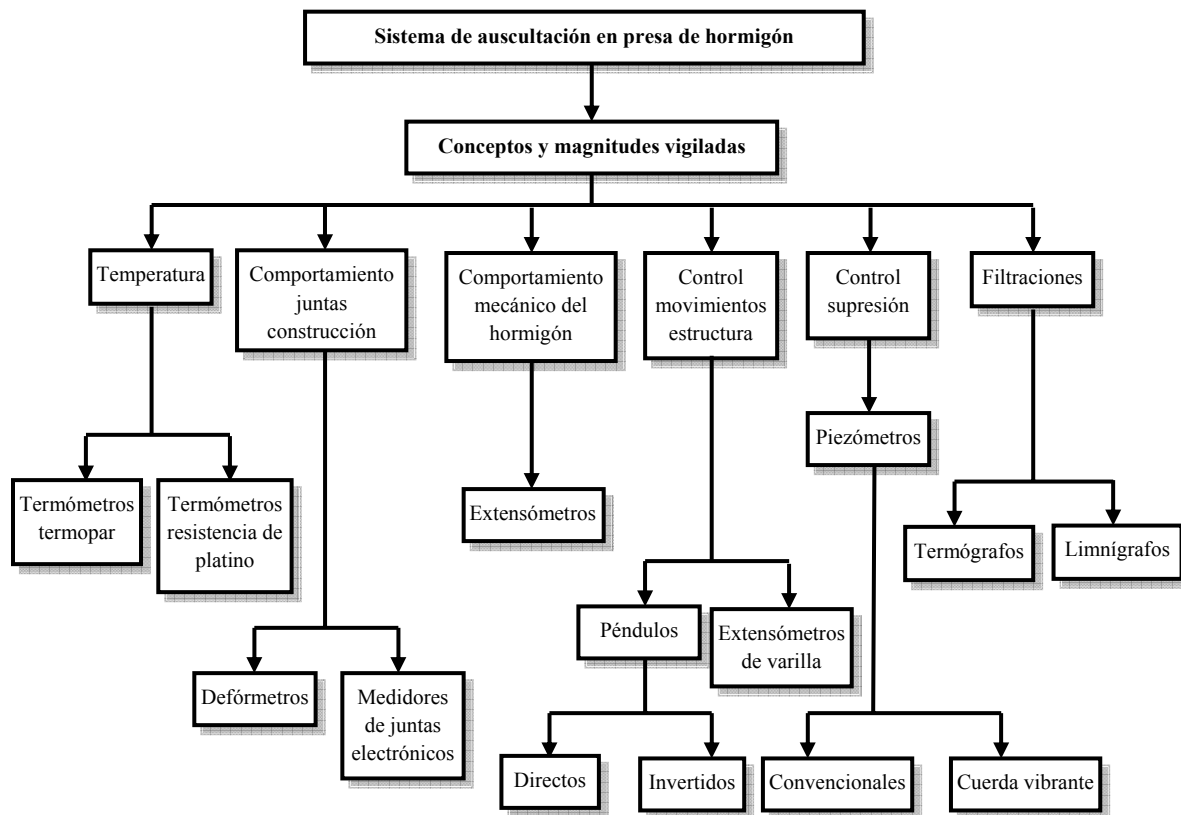 Sistema de auscultación en presa de hormigón
Conceptos y magnitudes vigiladas
Temperatura
Comportamiento
juntas
construcción
Comportamiento
mecánico del
hormigón
Control
movimientos
estructura
Control
supresión
Filtraciones
Piezómetros
Termómetros
termopar
Termómetros
resistencia de
platino
Extensómetros
Termógrafos
Limnígrafos
Péndulos
Extensómetros
de varilla
Defórmetros
Medidores
de juntas
electrónicos
Directos
Invertidos
Convencionales
Cuerda vibrante